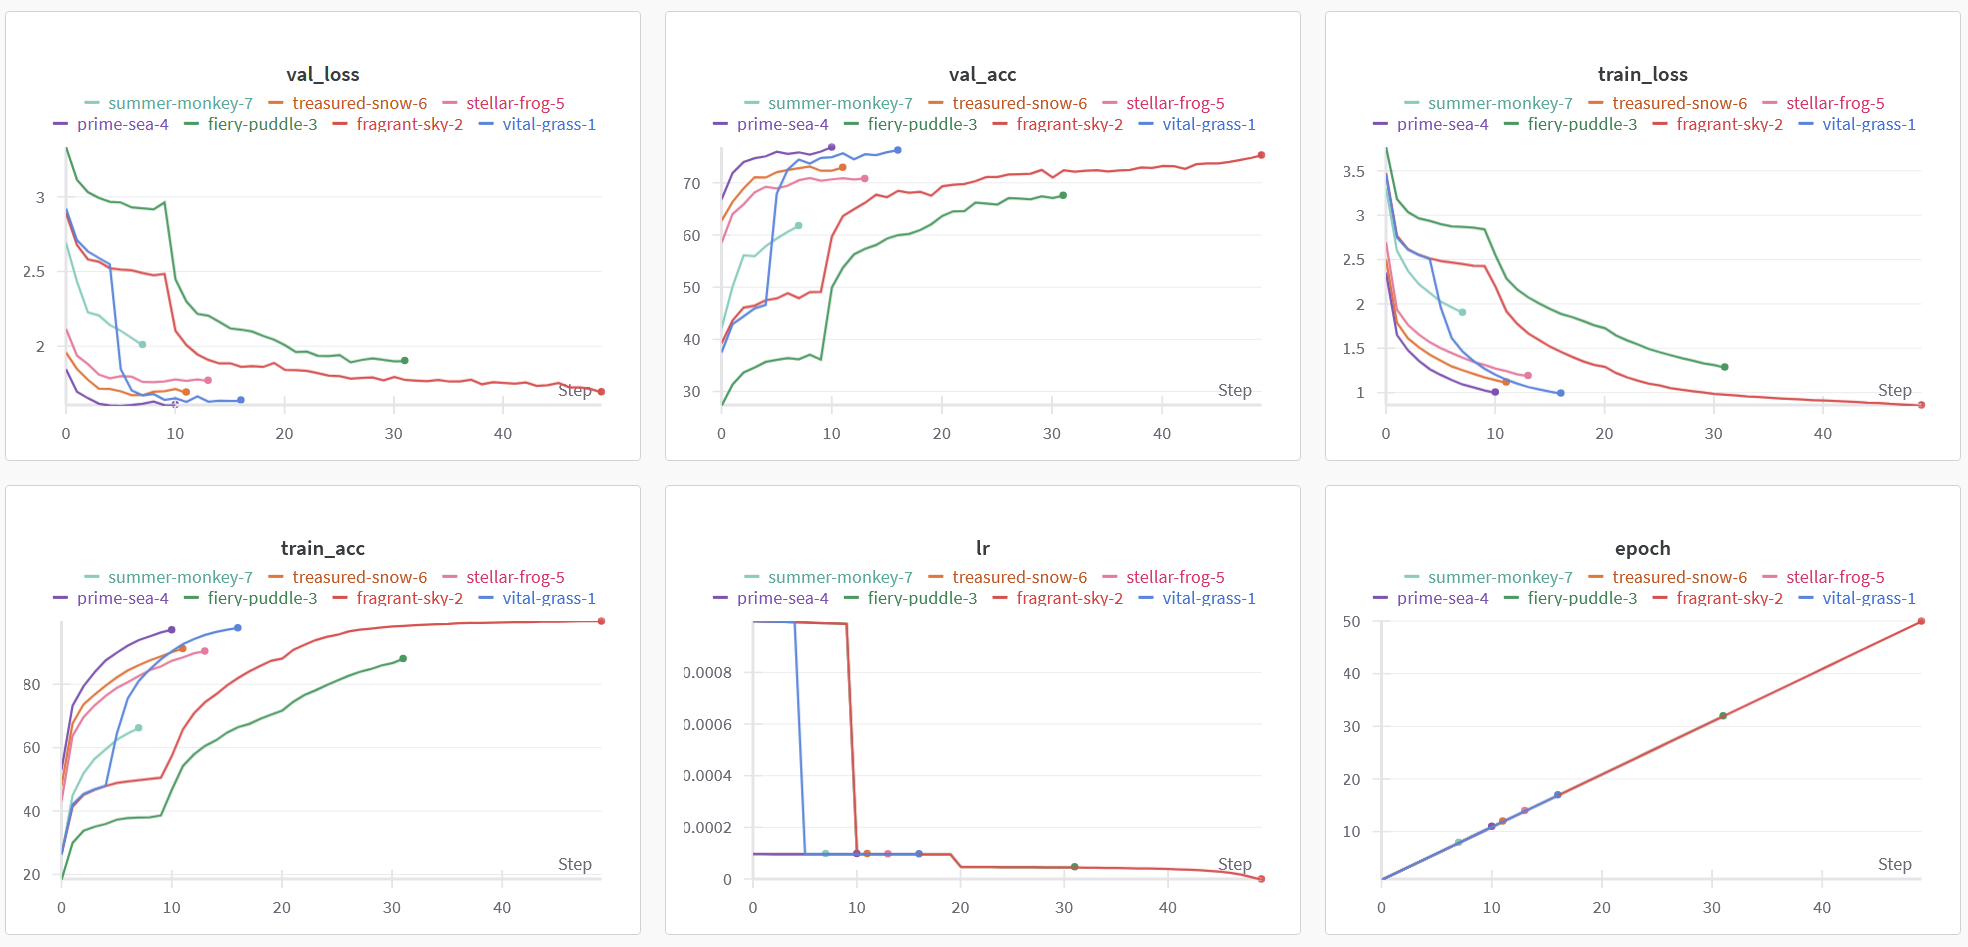 val_loss
summer-monkey-7 treasured-snow-6 stellar-frog-5
prime-sea-4 fiery-puddle-3 fragrant-sky-2 vital-grass-1
3
2.5
2
Step
0 10 20 30 40
val_acc
summer-monkey-7 treasured-snow-6 stellar-frog-5
prime-sea-4 fiery-puddle-3 fragrant-sky-2 vital-grass-1
70
60
50
40
30
Step
0 10 20 30 40
train_loss
summer-monkey-7 treasured-snow-6 stellar-frog-5
prime-sea-4 fiery-puddle-3 fragrant-sky-2 vital-grass-1
3.5
3
2.5
2
1.5
1
Step
0 10 20 30 40
train_acc
summer-monkey-7 treasured-snow-6 stellar-frog-5
prime-sea-4 fiery-puddle-3 fragrant-sky-2 vital-grass-1
80
60
40
20
Step
0 10 20 30 40
lr
summer-monkey-7 treasured-snow-6 stellar-frog-5
prime-sea-4 fiery-puddle-3 fragrant-sky-2 vital-grass-1
0.0008
0.0006
0.0004
0.0002
0
Step
0 10 20 30 40
epoch
summer-monkey-7 treasured-snow-6 stellar-frog-5
prime-sea-4 fiery-puddle-3 fragrant-sky-2 vital-grass-1
50
40
30
20
10
Step
0 10 20 30 40